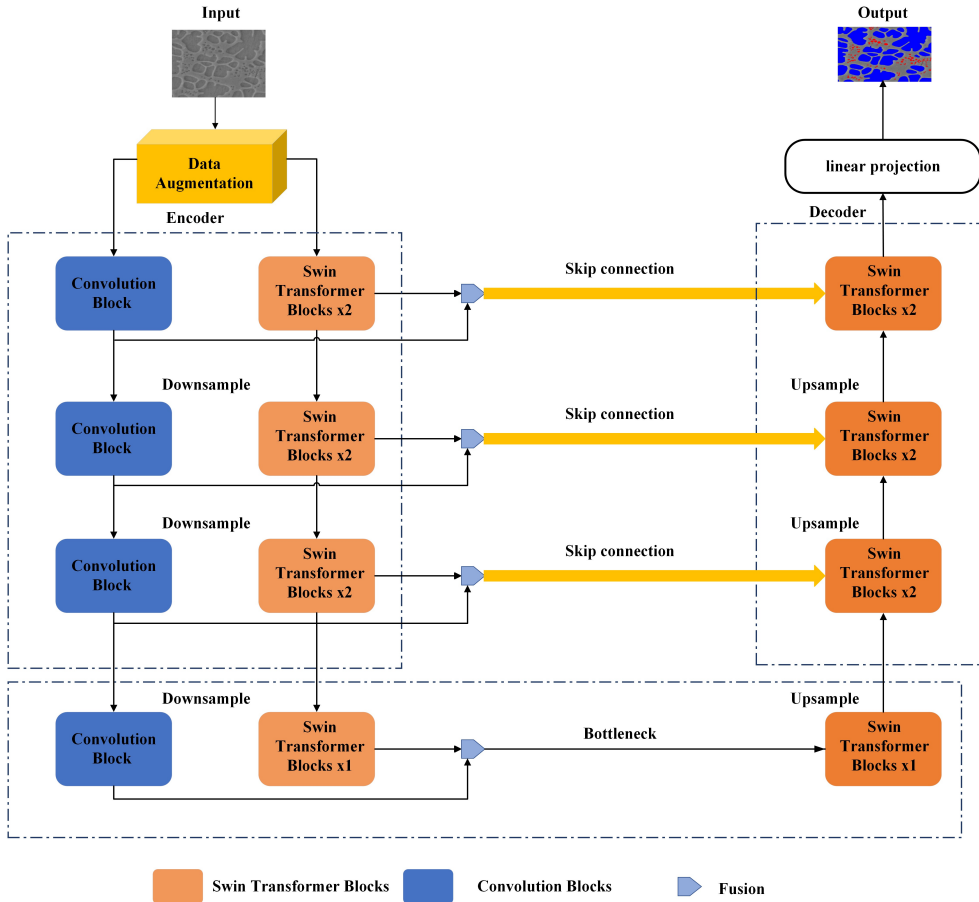 Input
Output
Data
Augmentation
linear projection
Encoder
Decoder
Convolution
Block
Swin
Transformer
Blocks x2
Skip connection
Swin
Transformer
Blocks x2
Downsample
Upsample
Convolution
Block
Swin
Transformer
Blocks x2
Skip connection
Swin
Transformer
Blocks x2
Downsample
Upsample
Convolution
Block
Swin
Transformer
Blocks x2
Skip connection
Swin
Transformer
Blocks x2
Downsample
Upsample
Convolution
Block
Swin
Transformer
Blocks x1
Bottleneck
Swin
Transformer
Blocks x1
Swin Transformer Blocks
Convolution Blocks
Fusion